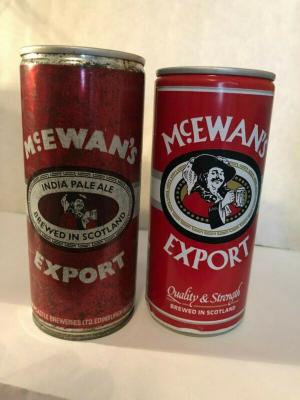 McEWAN'S
INDIA PALE ALE
BREWED IN SCOTLAND
EXPORT
BREWERIES LTD. EDINBURGH
McEWAN'S
EXPORT
Quality & Strength
BREWED IN SCOTLAND